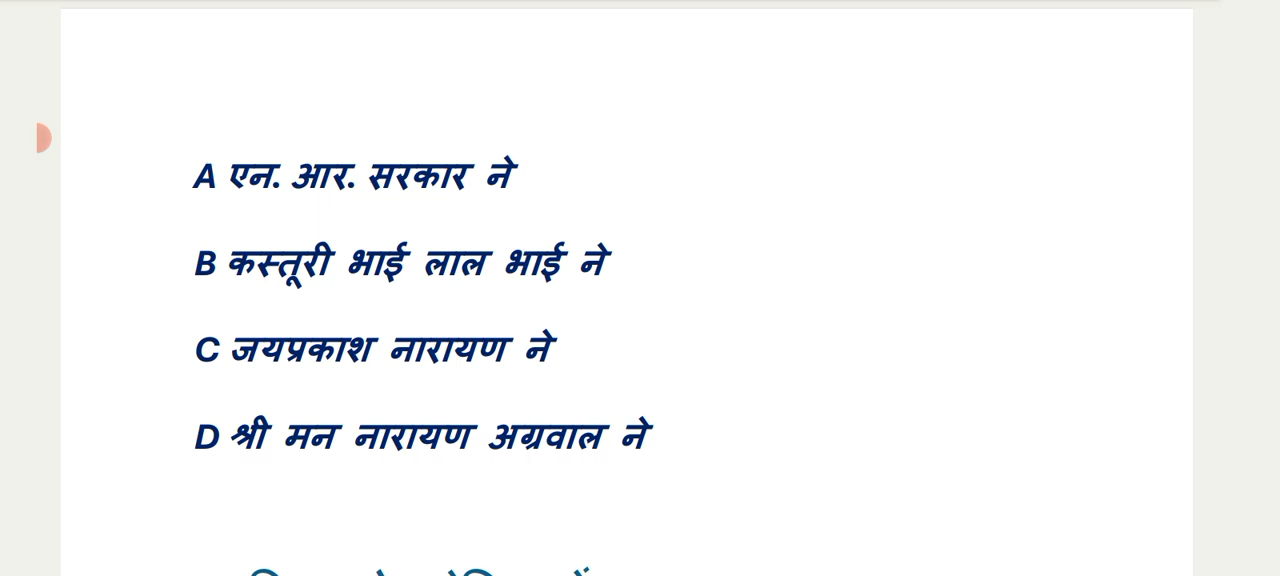 A एन. आर. सरकार ने
B कस्तूरी भाई लाल भाई ने
C जयप्रकाश नारायण ने
D श्री मन नारायण अग्रवाल ने